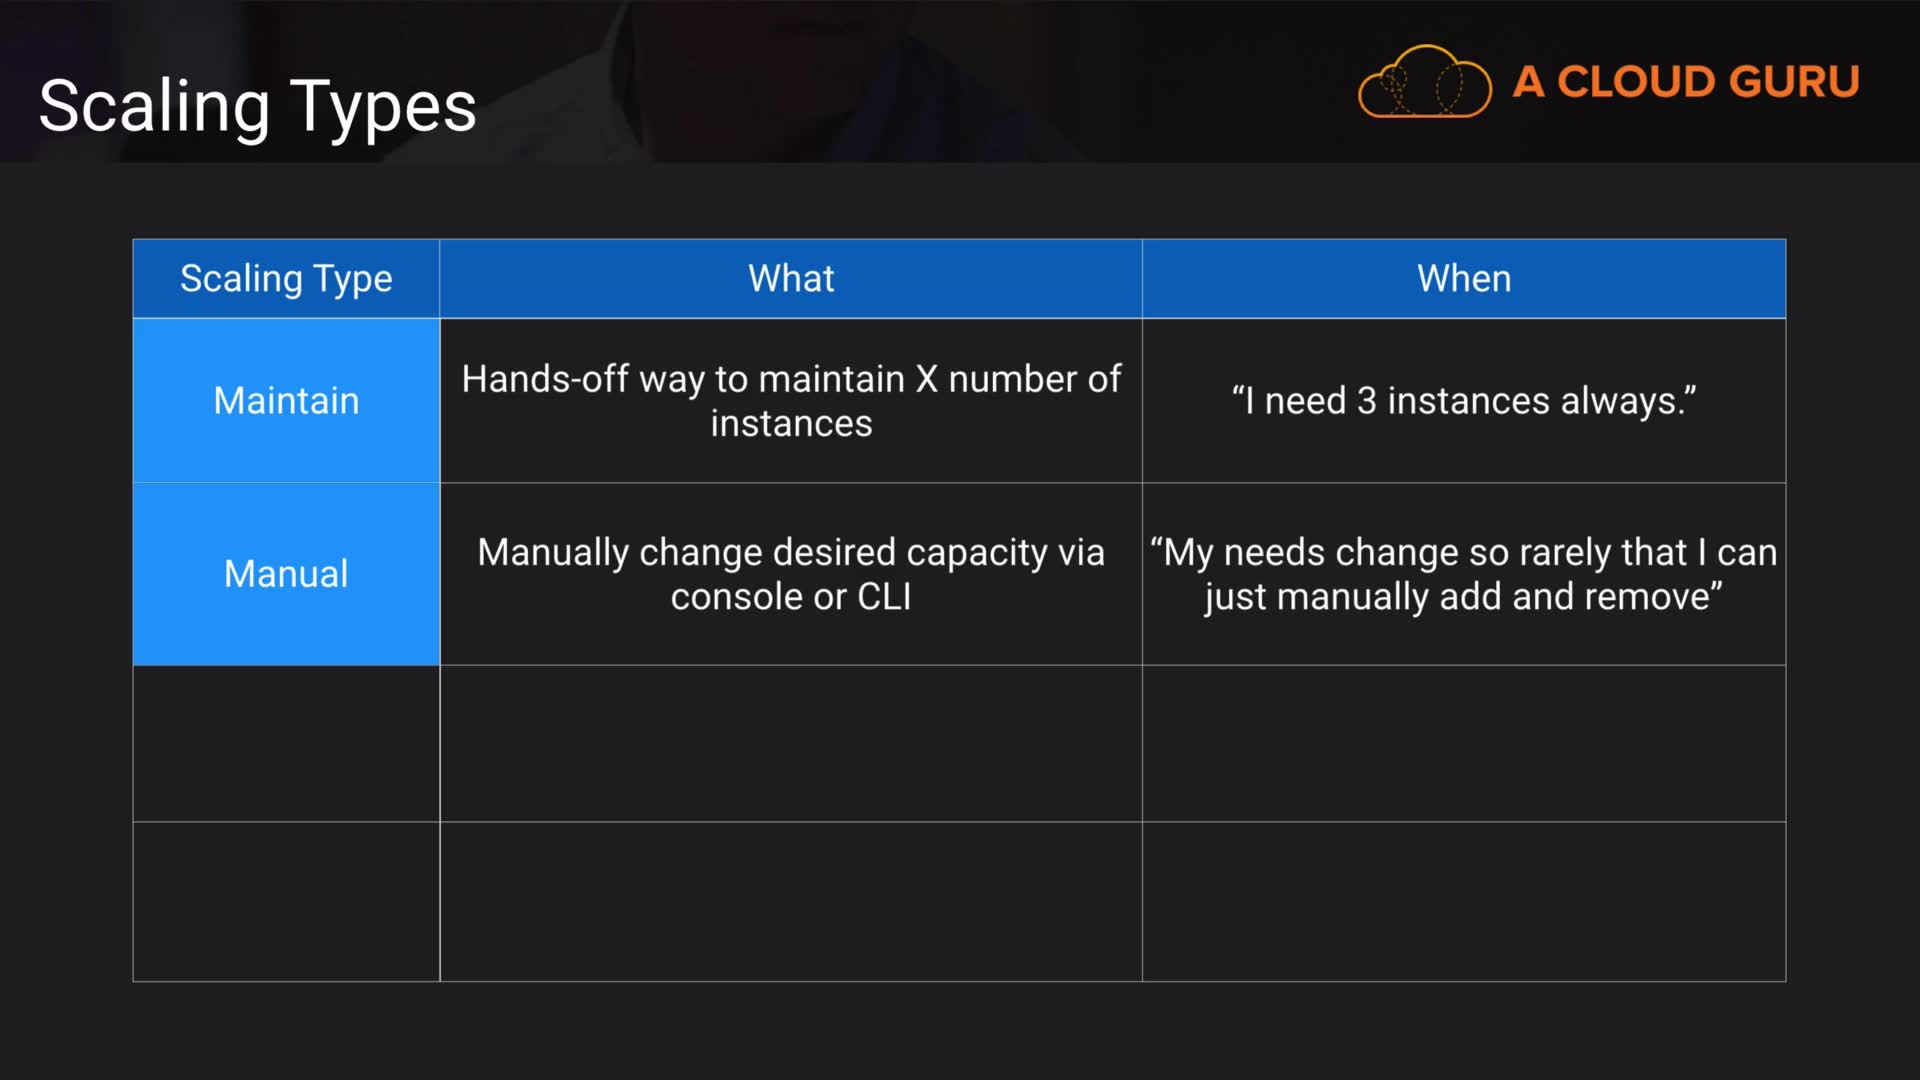 Scaling Types
A CLOUD GURU
Scaling Type
What
When
Maintain
Hands-off way to maintain X number of
instances
“I need 3 instances always.”
Manual
Manually change desired capacity via
console or CLI
“My needs change so rarely that I can
just manually add and remove”